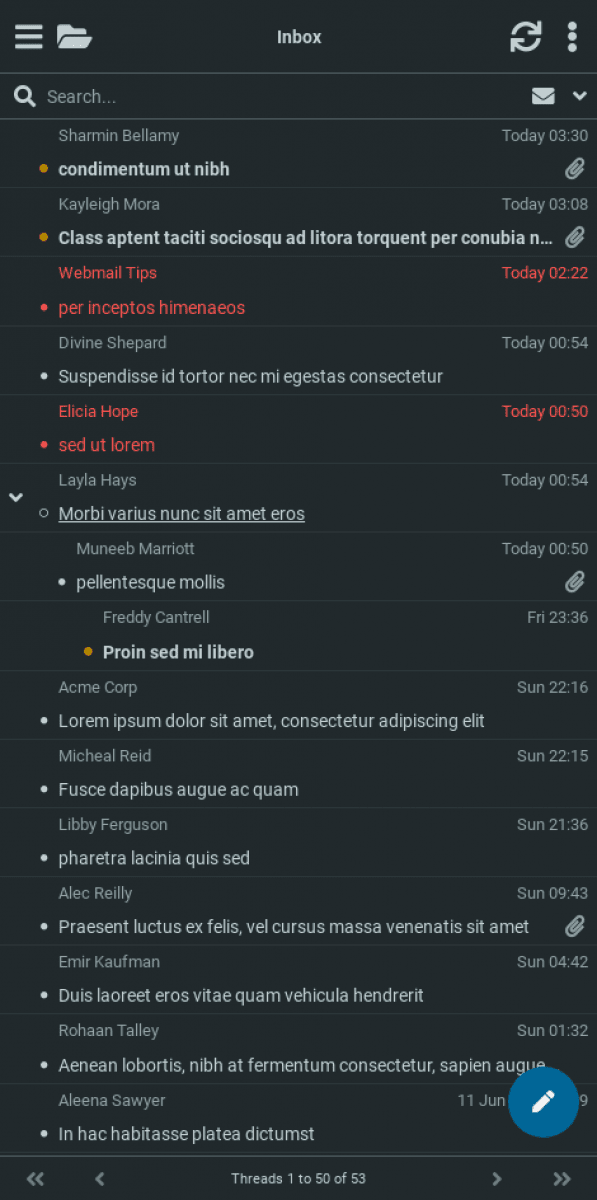 Inbox
Search...
Sharmin Bellamy Today 03:30
condimentum ut nibh
Kayleigh Mora Today 03:08
Class aptent taciti sociosqu ad litora torquent per conubia n...
Webmail Tips Today 02:22
per inceptos himenaeos
Divine Shepard Today 00:54
Suspendisse id tortor nec mi egestas consectetur
Elicia Hope Today 00:50
sed ut lorem
Layla Hays Today 00:54
Morbi varius nunc sit amet eros
Muneeb Marriott Today 00:50
pellentesque mollis
Freddy Cantrell Fri 23:36
Proin sed mi libero
Acme Corp Sun 22:16
Lorem ipsum dolor sit amet, consectetur adipiscing elit
Micheal Reid Sun 22:15
Fusce dapibus augue ac quam
Libby Ferguson Sun 21:36
pharetra lacinia quis sed
Alec Reilly Sun 09:43
Praesent luctus ex felis, vel cursus massa venenatis sit amet
Emir Kaufman Sun 04:42
Duis laoreet eros vitae quam vehicula hendrerit
Rohaan Talley Sun 01:32
Aenean lobortis, nibh at fermentum consectetur, sapien augue
Aleena Sawyer 11 Jun
In hac habitasse platea dictumst
Threads 1 to 50 of 53